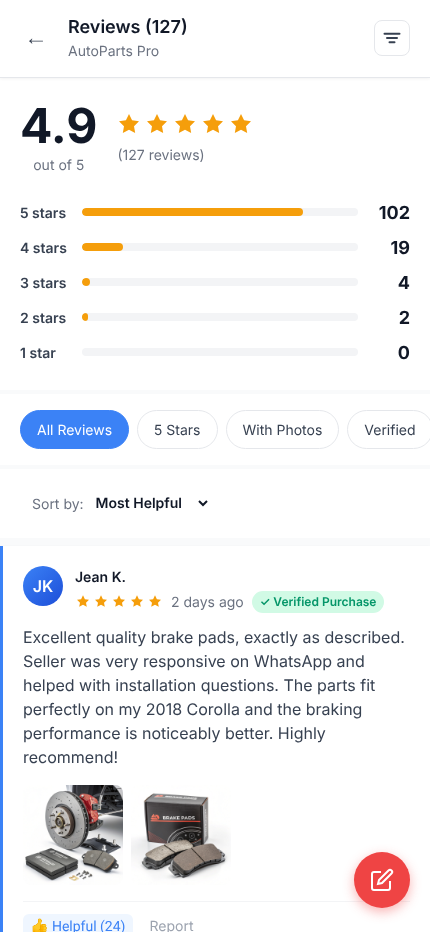 ←
Reviews (127)
AutoParts Pro
4.9
out of 5
(127 reviews)
5 stars 102
4 stars 19
3 stars 4
2 stars 2
1 star 0
All Reviews 5 Stars With Photos Verified
Sort by: Most Helpful
JK
Jean K.
2 days ago ✓ Verified Purchase
Excellent quality brake pads, exactly as described.
Seller was very responsive on WhatsApp and
helped with installation questions. The parts fit
perfectly on my 2018 Corolla and the braking
performance is noticeably better. Highly
recommend!
BRAKE PADS
👍 Helpful (24) Report